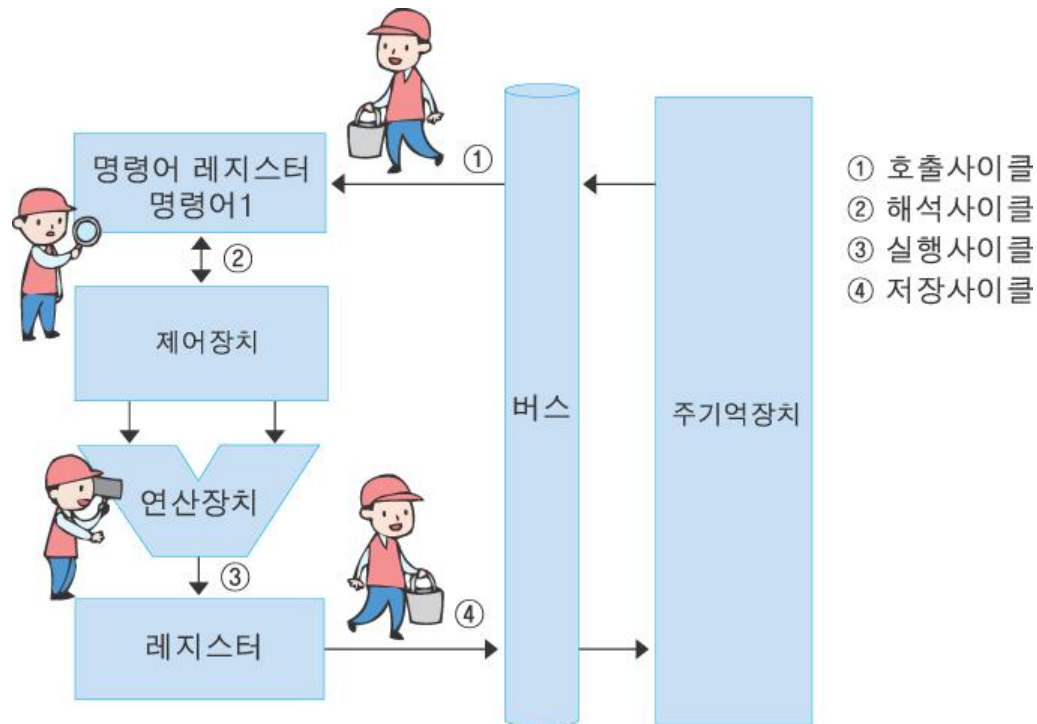 명령어 레지스터
명령어1
①
②
제어장치
연산장치
③
레지스터
④
버스
주기억장치
① 호출사이클
② 해석사이클
③ 실행사이클
④ 저장사이클